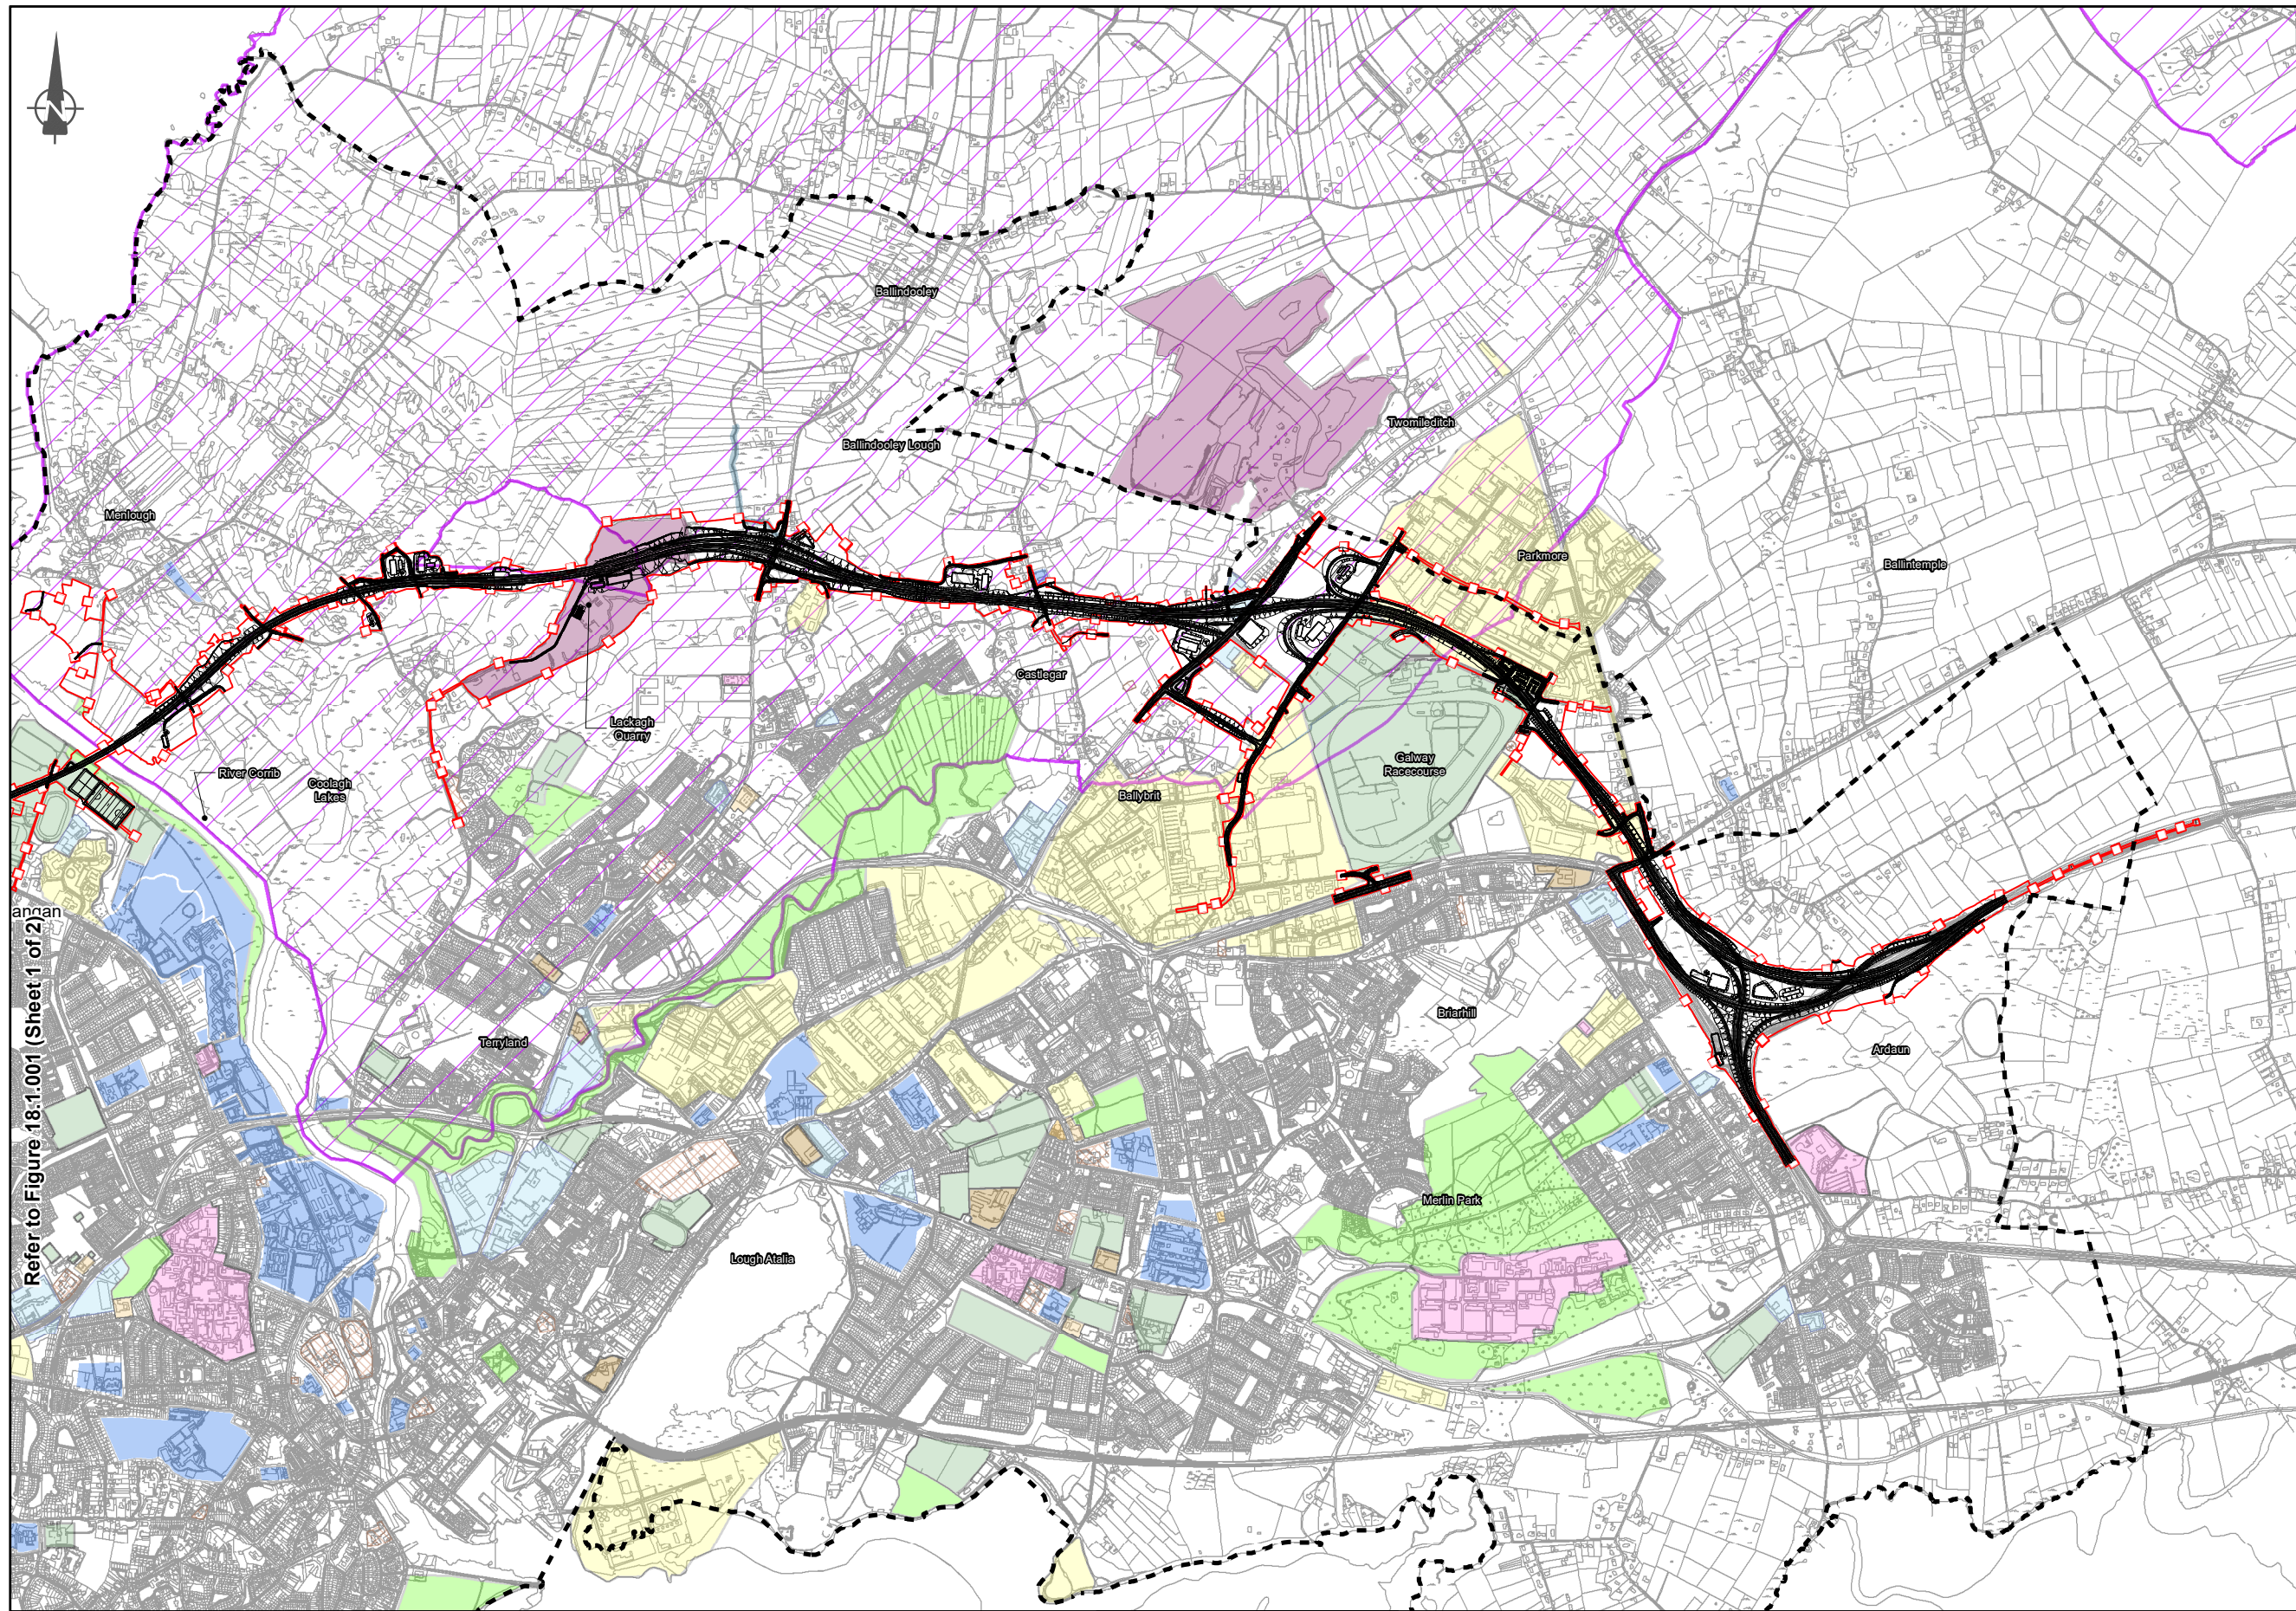 N
Ballindooley
Twomileditch
Ballindooley Lough
Menlough
Parkmore
Ballintemple
Castlegar
Lackagh
Quarry
Galway
Racecourse
River Corrib
Coolagh
Lakes
Ballybrit
angan
Refer to Figure 18.1.001 (Sheet 1 of 2)
Briarhill
Terryland
Ardaun
Merlin Park
Lough Atalia